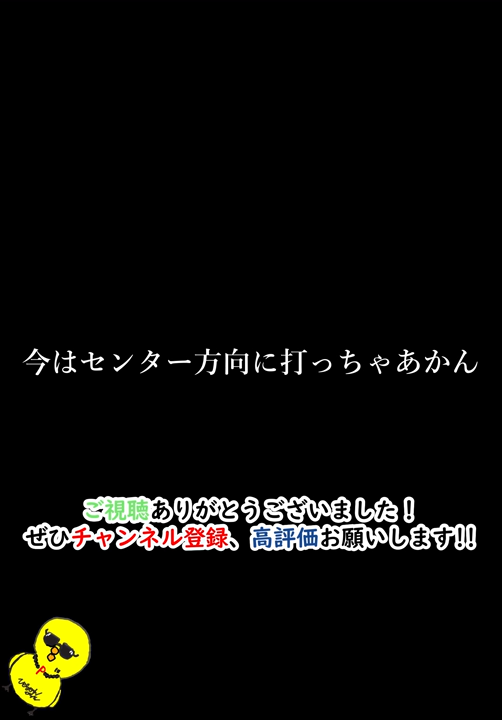 今はセンター方向に打っちゃあかん
ご視聴ありがとうございました！
ぜひチャンネル登録、高評価お願いします!!